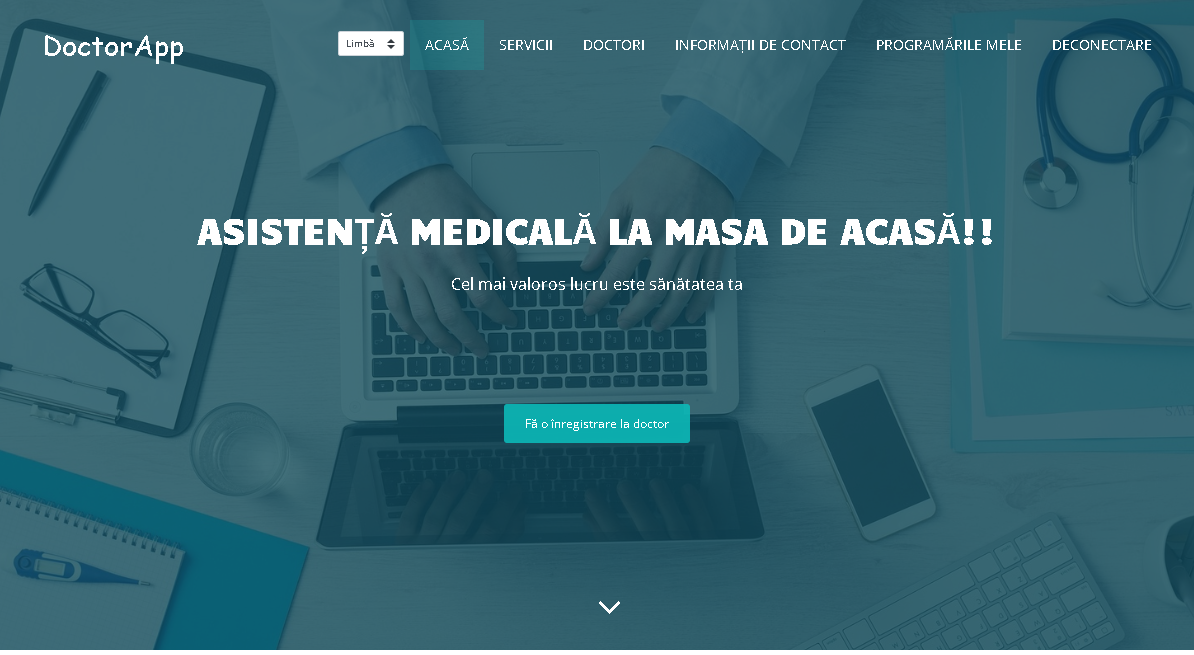 DoctorApp
Limbă
ACASĂ
SERVICII
DOCTORI
INFORMAȚII DE CONTACT
PROGRAMĂRILE MELE
DECONECTARE
ASISTENȚĂ MEDICALĂ LA MASA DE ACASĂ!!
Cel mai valoros lucru este sănătatea ta
Fă o înregistrare la doctor